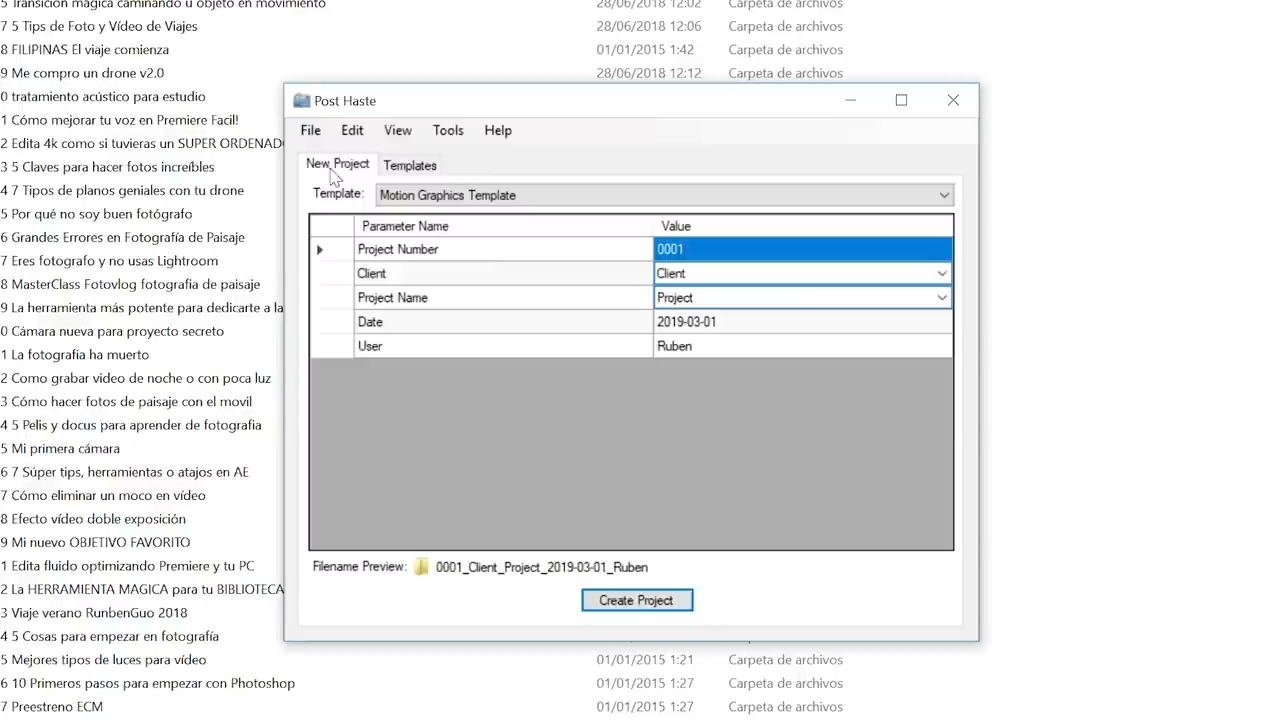 5 Transición mágica caminando u objeto en movimiento 28/06/2018 12:02 Carpeta de archivos
7 5 Tips de Foto y Vídeo de Viajes 28/06/2018 12:06 Carpeta de archivos
8 FILIPINAS El viaje comienza 01/01/2015 1:42 Carpeta de archivos
9 Me compro un drone v2.0 28/06/2018 12:12 Carpeta de archivos
0 tratamiento acústico para estudio
1 Cómo mejorar tu voz en Premiere Facil!
2 Edita 4k como si tuvieras un SUPER ORDENAD
3 5 Claves para hacer fotos increíbles
4 7 Tipos de planos geniales con tu drone
5 Por qué no soy buen fotógrafo
6 Grandes Errores en Fotografía de Paisaje
7 Eres fotografo y no usas Lightroom
8 MasterClass Fotovlog fotografia de paisaje
9 La herramienta más potente para dedicarte a la
0 Cámara nueva para proyecto secreto
1 La fotografia ha muerto
2 Como grabar video de noche o con poca luz
3 Cómo hacer fotos de paisaje con el movil
4 5 Pelis y docus para aprender de fotografia
5 Mi primera cámara
6 7 Súper tips, herramientas o atajos en AE
7 Cómo eliminar un moco en vídeo
8 Efecto vídeo doble exposición
9 Mi nuevo OBJETIVO FAVORITO
1 Edita fluido optimizando Premiere y tu PC
2 La HERRAMIENTA MAGICA para tu BIBLIOTECA
3 Viaje verano RunbenGuo 2018
4 5 Cosas para empezar en fotografía
5 Mejores tipos de luces para vídeo 01/01/2015 1:21 Carpeta de archivos
6 10 Primeros pasos para empezar con Photoshop 01/01/2015 1:27 Carpeta de archivos
7 Preestreno ECM 01/01/2015 1:27 Carpeta de archivos
Post Haste
File Edit View Tools Help
New Project Templates
Template: Motion Graphics Template
Parameter Name Value
Project Number 0001
Client Client
Project Name Project
Date 2019-03-01
User Ruben
Filename Preview: 0001_Client_Project_2019-03-01_Ruben
Create Project